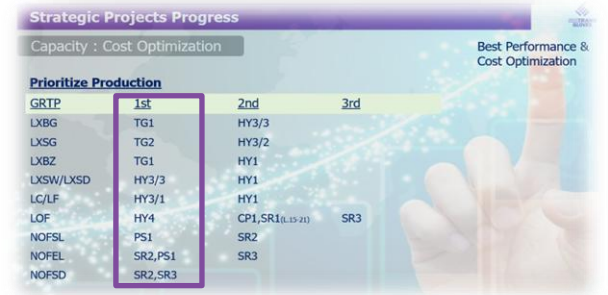 Strategic Projects Progress
Capacity : Cost Optimization
Best Performance &
Cost Optimization
Prioritize Production
GRTP 1st 2nd 3rd
LXBG TG1 HY3/3
LXSG TG2 HY3/2
LXBZ TG1 HY1
LXSW/LXSD HY3/3 HY1
LC/LF HY3/1 HY1
LOF HY4 CP1,SR1(L.15-21) SR3
NOFSL PS1 SR2
NOFEL SR2,PS1 SR3
NOFSD SR2,SR3